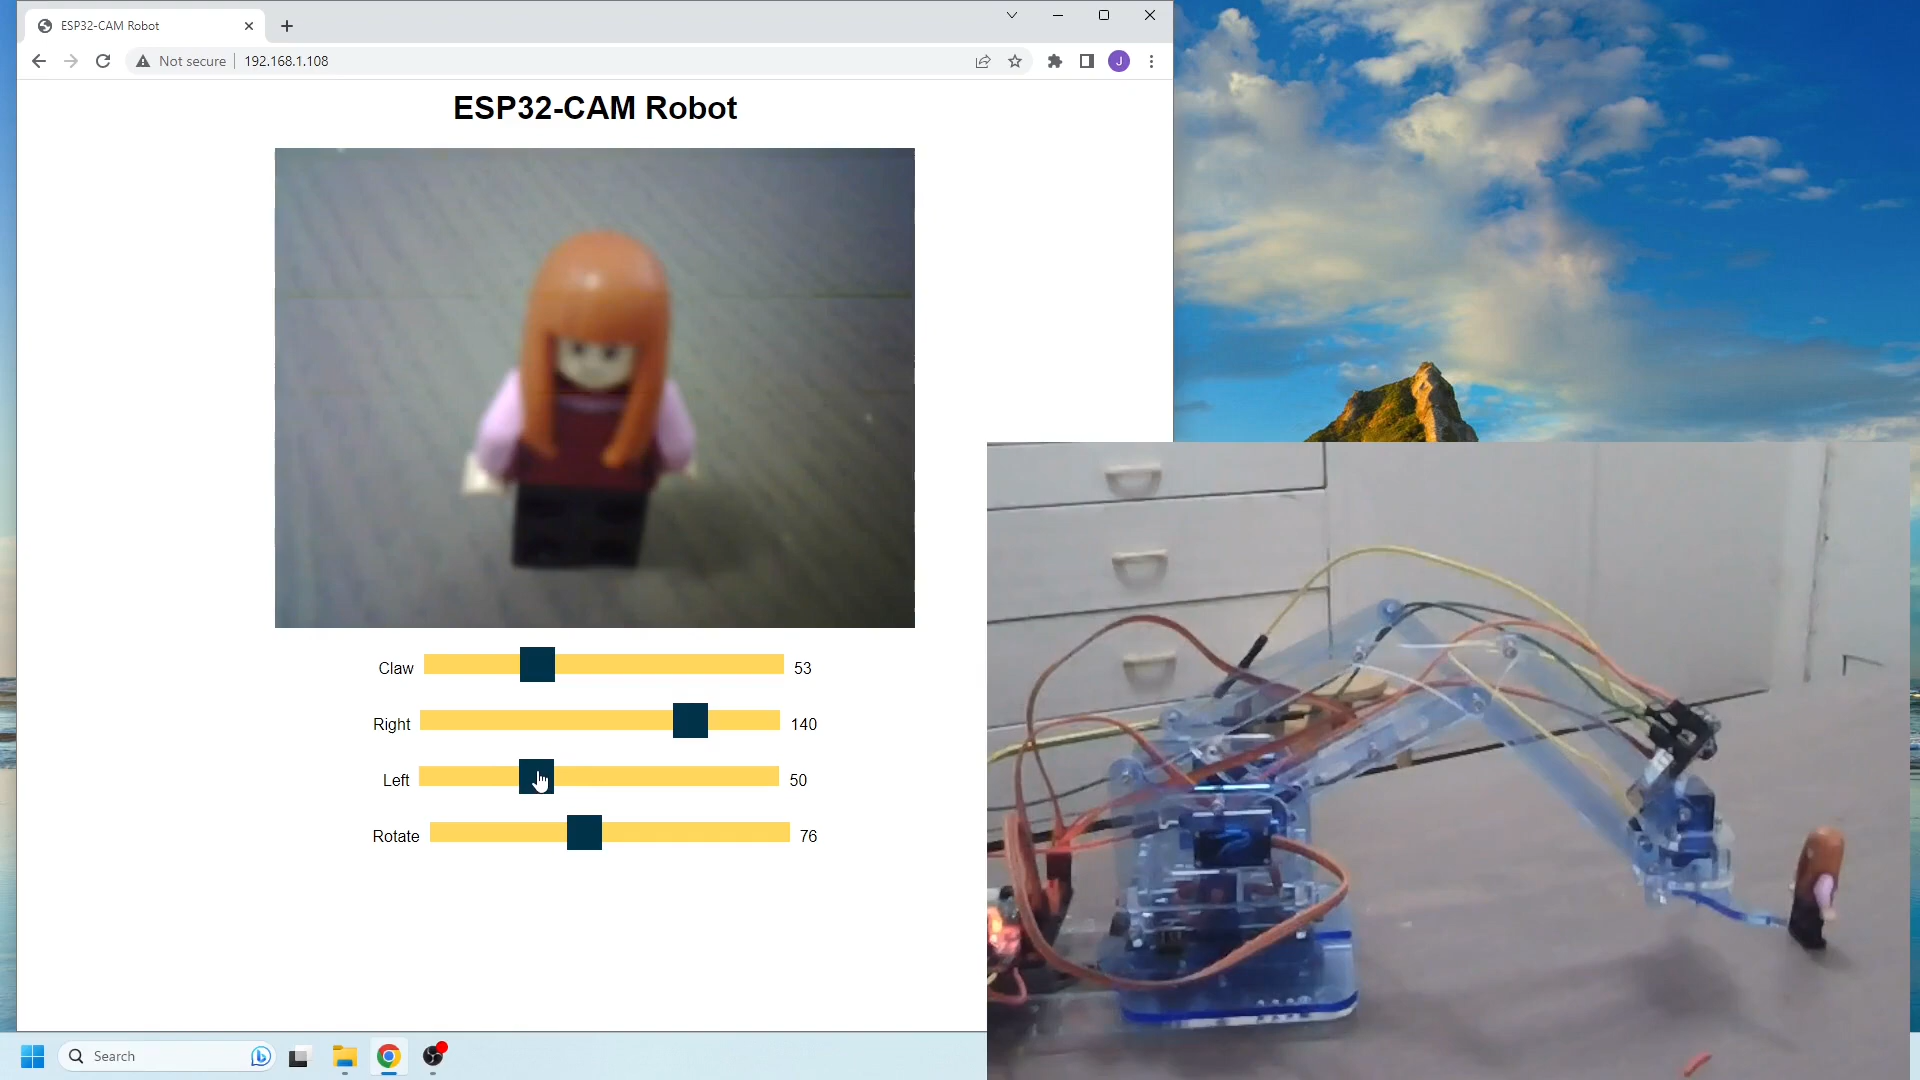 ESP32-CAM Robot
Not secure
192.168.1.108
J
ESP32-CAM Robot
Claw 53
Right 140
Left 50
Rotate 76
Search